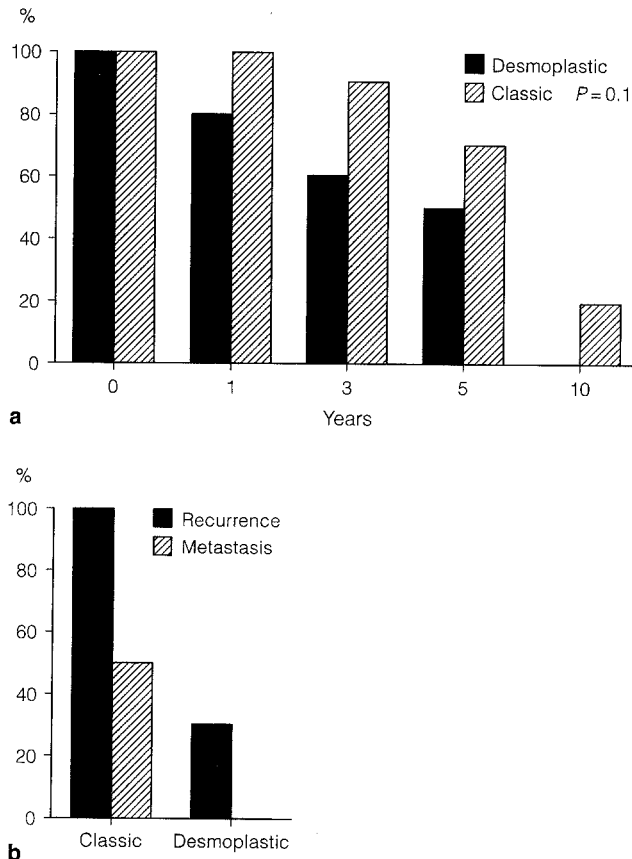 %
100
80
60
40
20
0
Desmoplastic
Classic P = 0.1
0 1 3 5 10
Years
a
%
100
80
60
40
20
0
Recurrence
Metastasis
Classic Desmoplastic
b